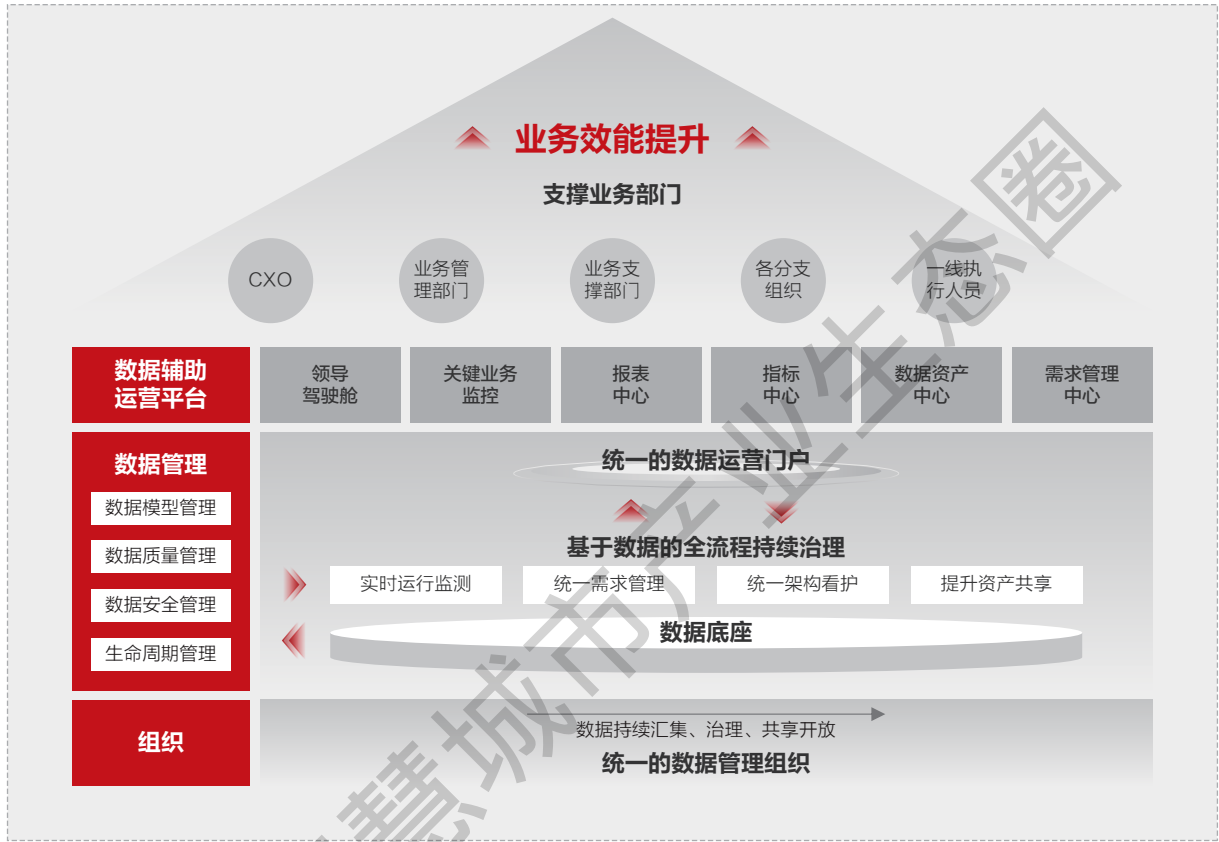 业务效能提升
支撑业务部门
CXO
业务管
理部门
业务支
撑部门
各分支
组织
一线执
行人员
数据辅助
运营平台
领导
驾驶舱
关键业务
监控
报表
中心
指标
中心
数据资产
中心
需求管理
中心
数据管理
数据模型管理
数据质量管理
数据安全管理
生命周期管理
统一的数据运营门户
基于数据的全流程持续治理
实时运行监测
统一需求管理
统一架构看护
提升资产共享
数据底座
组织
数据持续汇集、治理、共享开放
统一的数据管理组织
慧城市产业生态圈